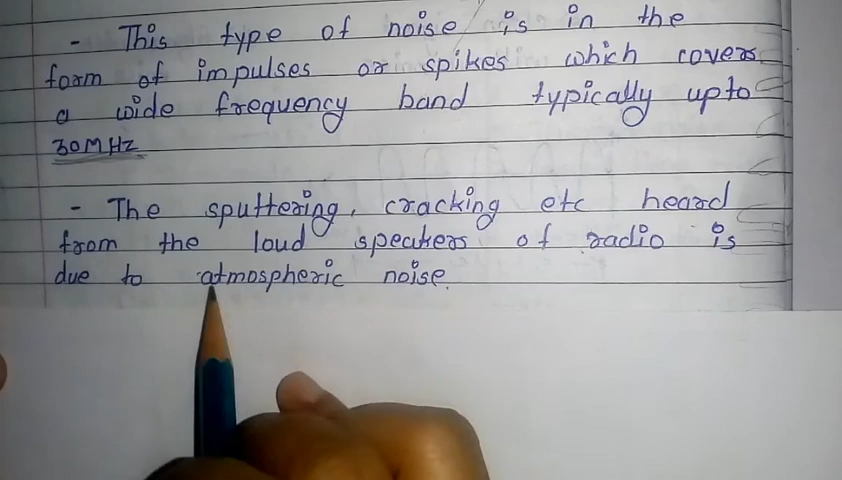 - This type of noise is in the
form of impulses or spikes which covers
a wide frequency band typically upto
30MHz
- The sputtering, cracking etc heard
from the loud speakers of radio is
due to atmospheric noise.